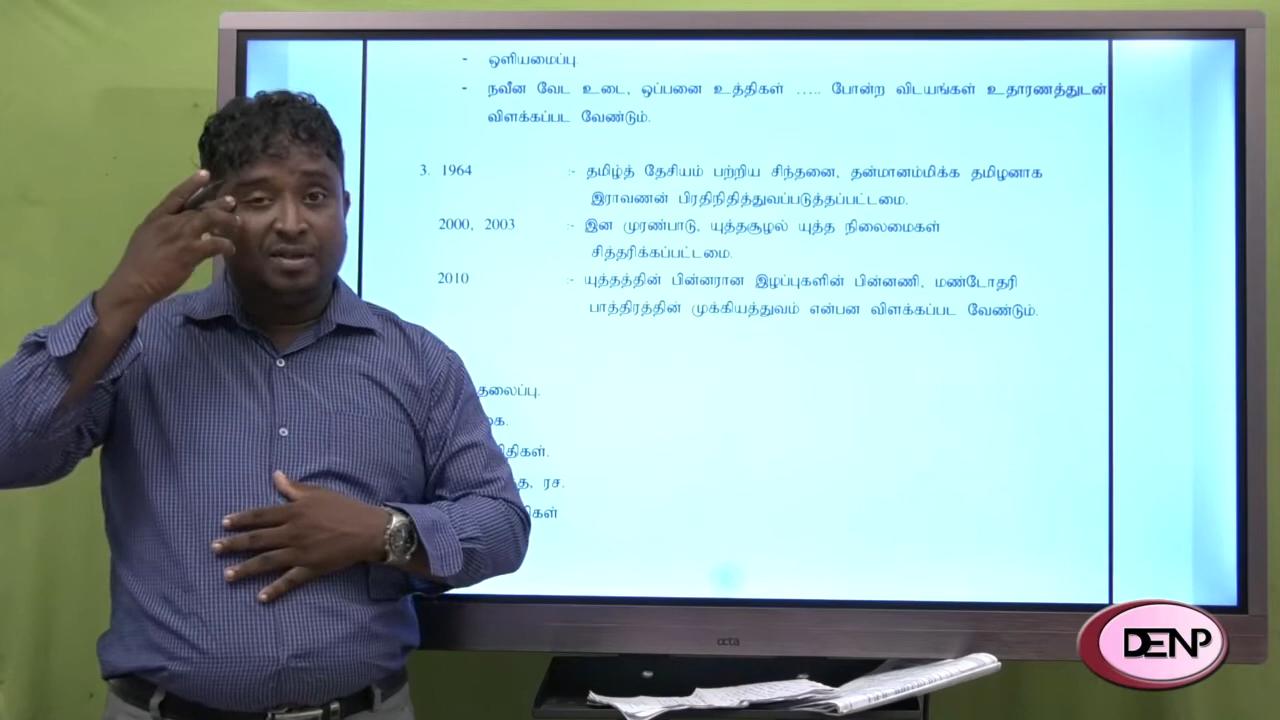 - ஒளியமைப்பு
- நவீன வேட உடை, ஒப்பனை உத்திகள் ..... போன்ற விடயங்கள் உதாரணத்துடன்
விளக்கப்பட வேண்டும்.
3. 1964 :- தமிழ்த் தேசியம் பற்றிய சிந்தனை, தன்மானம்மிக்க தமிழனாக
இராவணன் பிரதிநிதித்துவப்படுத்தப்பட்டமை.
2000, 2003 :- இன முரண்பாடு, யுத்தசூழல் யுத்த நிலைமைகள்
சித்தரிக்கப்பட்டமை.
2010 :- யுத்தத்தின் பின்னரான இழப்புகளின் பின்னணி, மண்டோதரி
பாத்திரத்தின் முக்கியத்துவம் என்பன விளக்கப்பட வேண்டும்.
தலைப்பு.
ரச.
octa
DENP